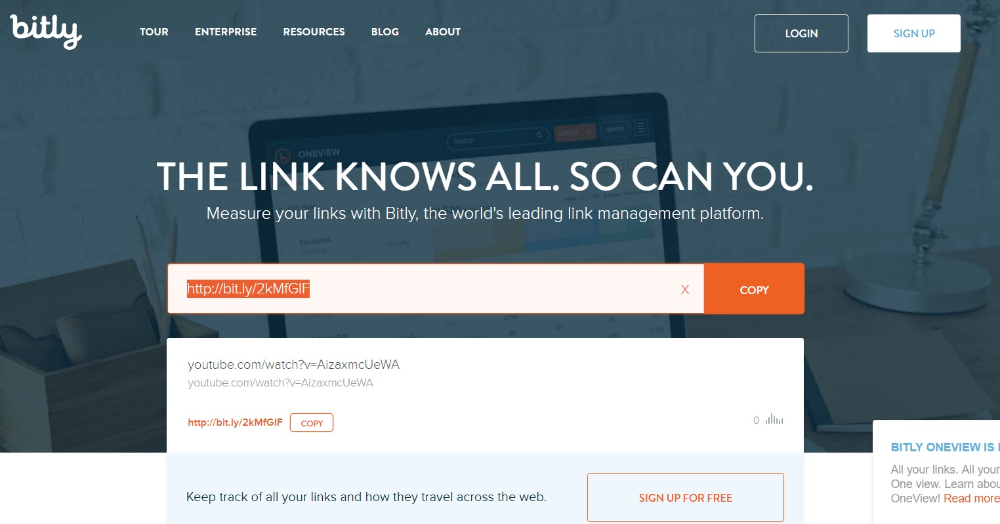 bitly
TOUR ENTERPRISE RESOURCES BLOG ABOUT
LOGIN
SIGN UP
SEARCH
CREATE
BRAND
ONEVIEW
THE LINK KNOWS ALL. SO CAN YOU.
Measure your links with Bitly, the world's leading link management platform.
Facebook
http://bit.ly/2kMfGIF
X
COPY
youtube.com/watch?v=AizaxmcUeWA
youtube.com/watch?v=AizaxmcUeWA
http://bit.ly/2kMfGIF
COPY
0
Keep track of all your links and how they travel across the web.
SIGN UP FOR FREE
BITLY ONEVIEW IS
All your links. All your
One view. Learn abou
OneView! Read more